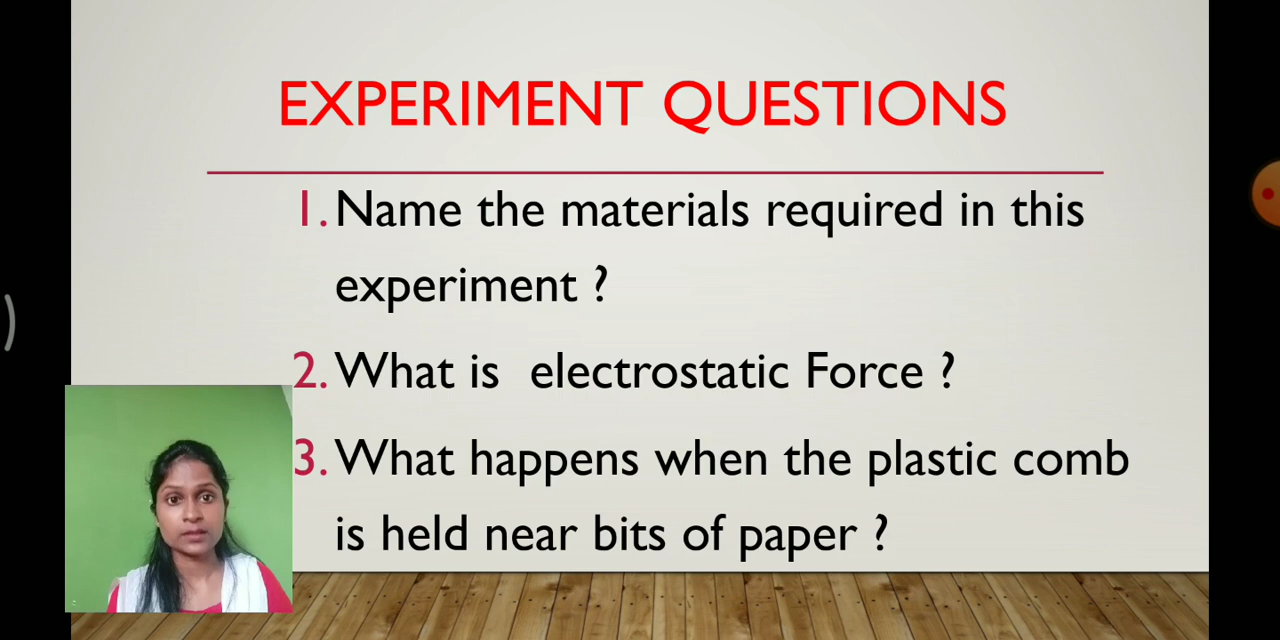 EXPERIMENT QUESTIONS
1. Name the materials required in this
experiment ?
2. What is electrostatic Force ?
3. What happens when the plastic comb
is held near bits of paper ?